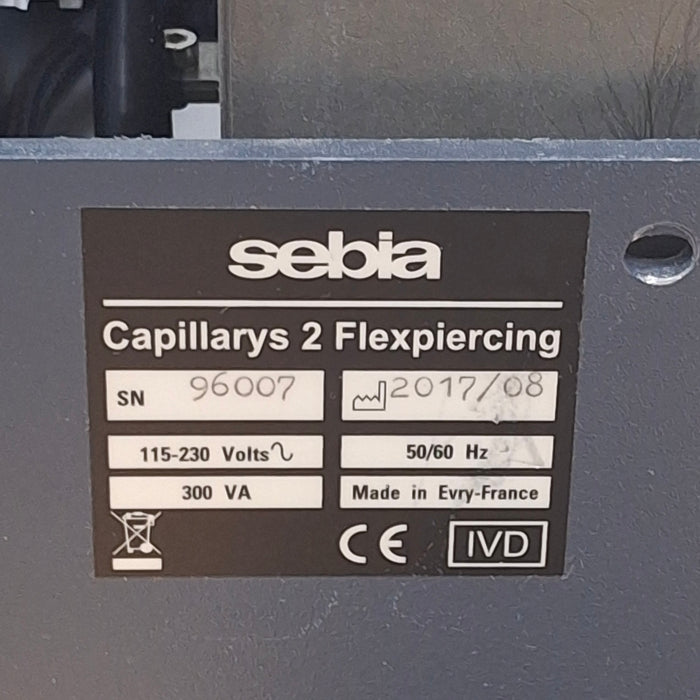 sebia
Capillarys 2 Flexpiercing
SN 96007 2017/08
115-230 Volts 50/60 Hz
300 VA Made in Evry-France
CE IVD